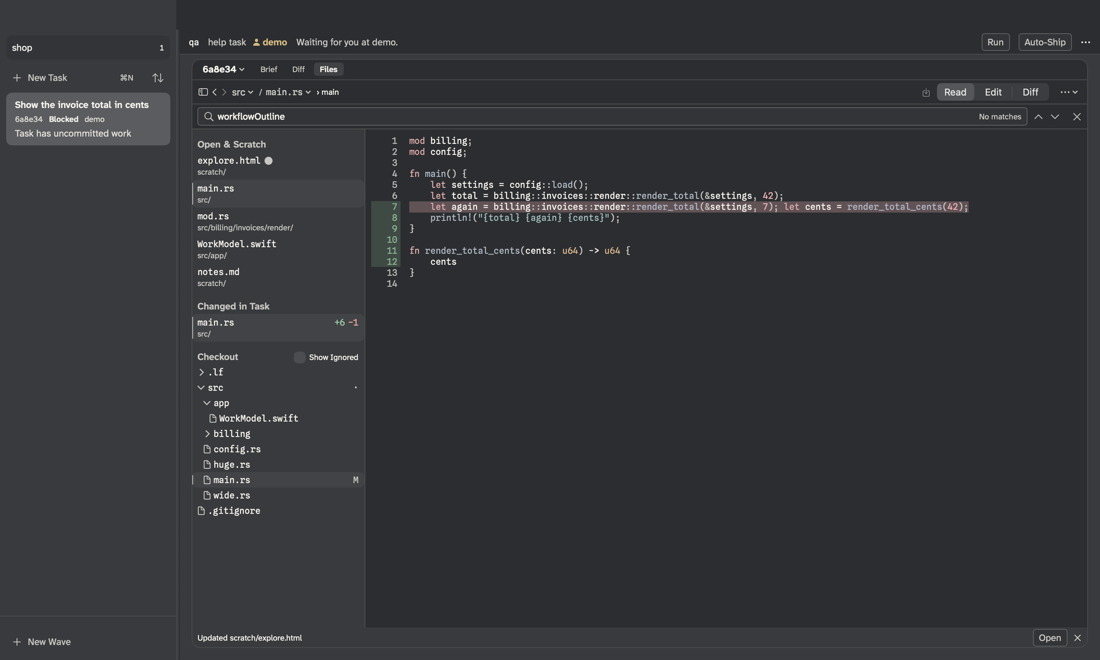 shop 1
New Task ⌘N
Show the invoice total in cents
6a8e34 Blocked demo
Task has uncommitted work
New Wave
qa help task demo Waiting for you at demo.
Run Auto-Ship
6a8e34 Brief Diff Files
src / main.rs › main
Read Edit Diff
workflowOutline
No matches
Open & Scratch
explore.html
scratch/
main.rs
src/
mod.rs
src/billing/invoices/render/
WorkModel.swift
src/app/
notes.md
scratch/
Changed in Task
main.rs +6 −1
src/
Checkout Show Ignored
.lf
src
app
WorkModel.swift
billing
config.rs
huge.rs
main.rs M
wide.rs
.gitignore
1 mod billing;
2 mod config;
3
4 fn main() {
5 let settings = config::load();
6 let total = billing::invoices::render::render_total(&settings, 42);
7 let again = billing::invoices::render::render_total(&settings, 7); let cents = render_total_cents(42);
8 println!("{total} {again} {cents}");
9 }
10
11 fn render_total_cents(cents: u64) -> u64 {
12 cents
13 }
14
Updated scratch/explore.html
Open